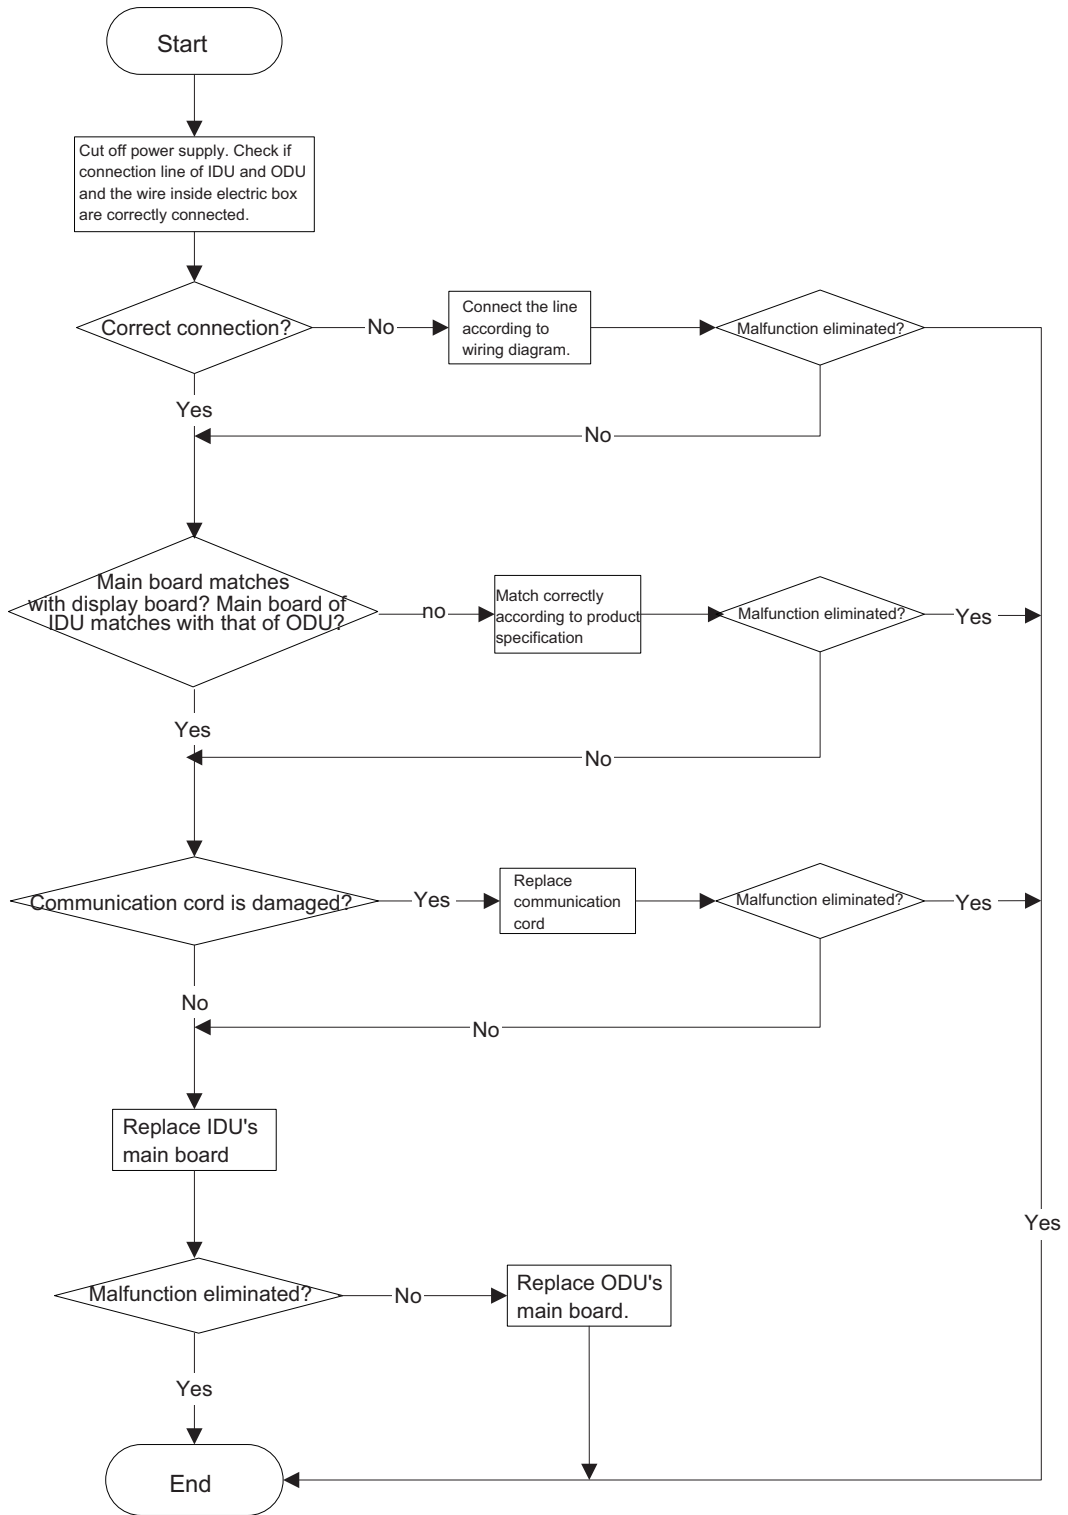 Start
Cut off power supply. Check if
connection line of IDU and ODU
and the wire inside electric box
are correctly connected.
Correct connection?
No
Connect the line
according to
wiring diagram.
Malfunction eliminated?
Yes
No
Main board matches
with display board? Main board of
IDU matches with that of ODU?
no
Match correctly
according to product
specification
Malfunction eliminated?
Yes
Yes
No
Communication cord is damaged?
Yes
Replace
communication
cord
Malfunction eliminated?
Yes
No
No
Replace IDU's
main board
Yes
Malfunction eliminated?
No
Replace ODU's
main board.
Yes
End